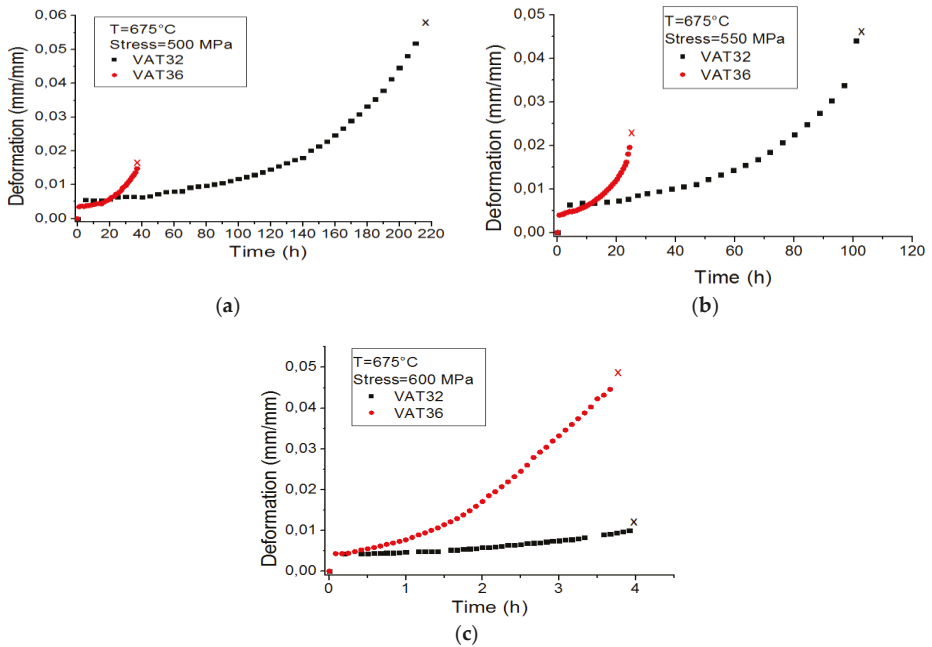 (a)
T=675°C
Stress=500 MPa
VAT32
VAT36
Deformation (mm/mm)
0,06
0,05
0,04
0,03
0,02
0,01
0,00
0 20 40 60 80 100 120 140 160 180 200 220
Time (h)
x
x
(b)
T=675°C
Stress=550 MPa
VAT32
VAT36
Deformation (mm/mm)
0,05
0,04
0,03
0,02
0,01
0,00
0 20 40 60 80 100 120
Time (h)
x
x
(a)
(b)
T=675°C
Stress=600 MPa
VAT32
VAT36
Deformation (mm/mm)
0,05
0,04
0,03
0,02
0,01
0,00
0 1 2 3 4
Time (h)
x
x
(c)